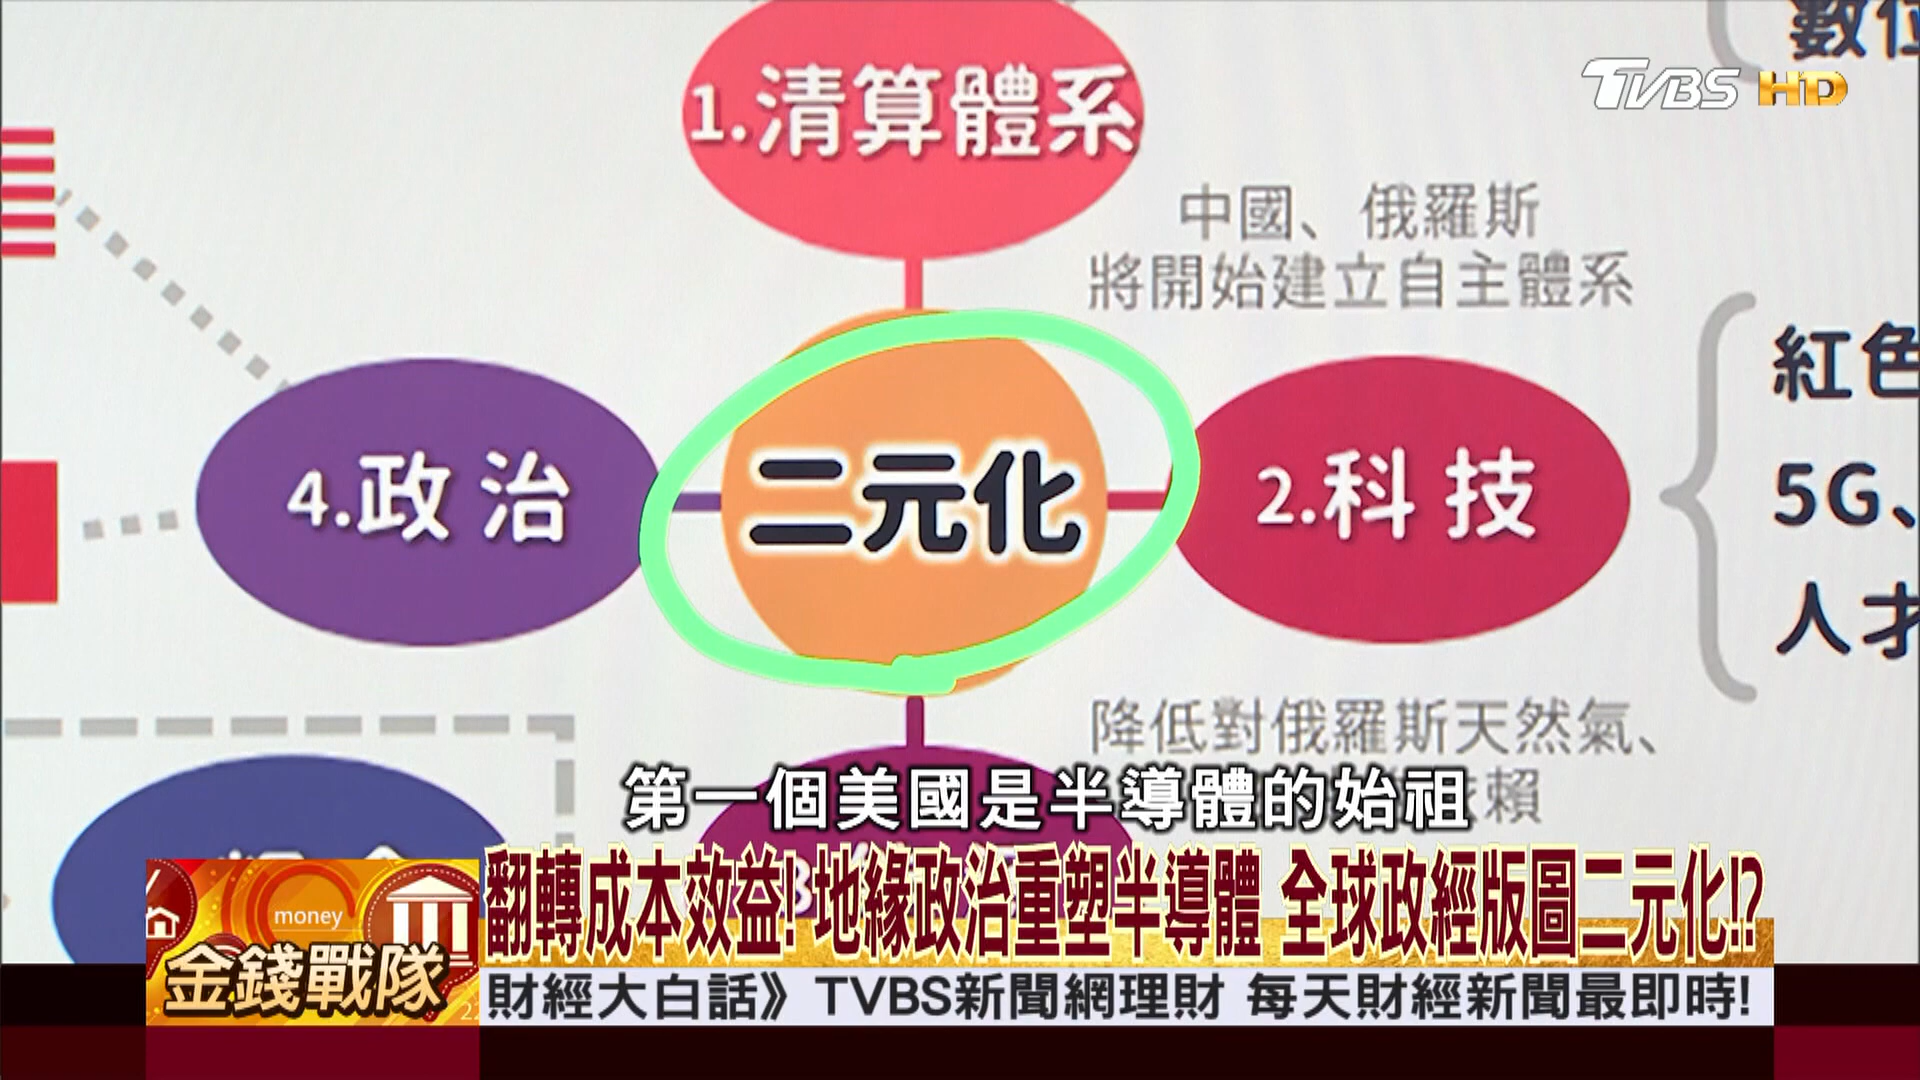 數位
TVBS HD
1.清算體系
中國、俄羅斯
將開始建立自主體系
紅色
4.政治
二元化
2.科技
5G、
人才
降低對俄羅斯天然氣、
依賴
第一個美國是半導體的始祖
翻轉成本效益!地緣政治重塑半導體 全球政經版圖二元化!?
money
金錢戰隊
財經大白話》TVBS新聞網理財 每天財經新聞最即時!